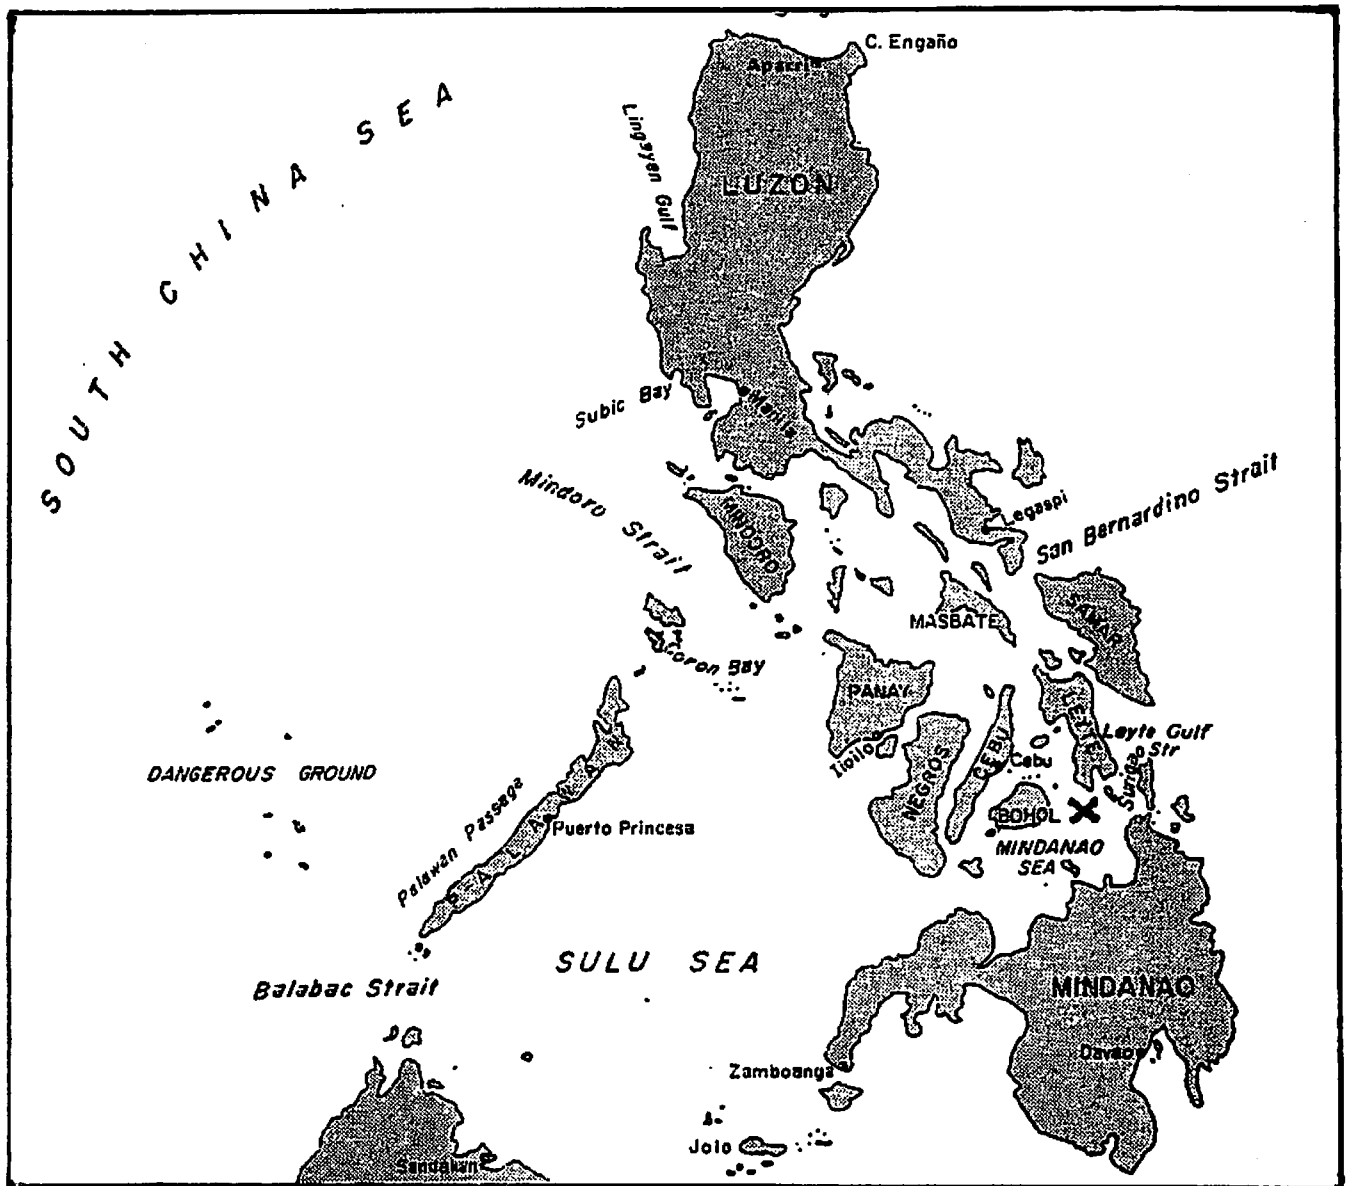 C. Engaño
Aparri
SOUTH CHINA SEA
Lingayen Gulf
LUZON
Subic Bay
Manila
Mindoro Strait
MINDORO
Legaspi
San Bernardino Strait
MASBATE
SAMAR
Coron Bay
PANAY
LEYTE
Leyte Gulf
Iloilo
CEBU
Cebu
Surigao Str
DANGEROUS GROUND
NEGROS
BOHOL
X
Palawan Passage
PALAWAN
Puerto Princesa
MINDANAO
SEA
SULU SEA
Balabac Strait
MINDANAO
Davao
Zamboanga
Jolo
Sandakan